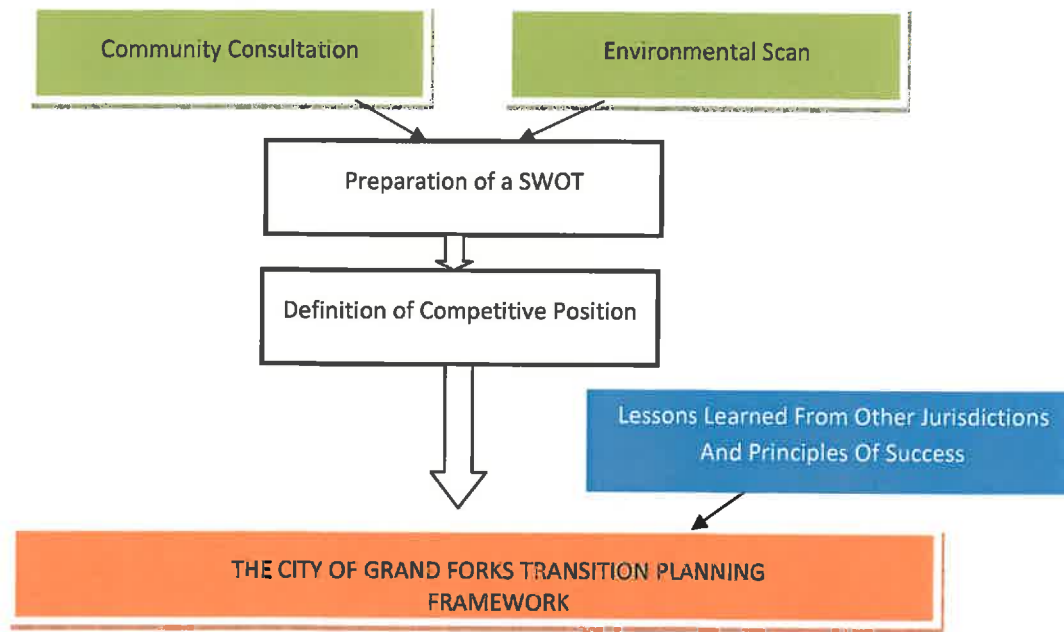 Community Consultation
Environmental Scan
Preparation of a SWOT
Definition of Competitive Position
Lessons Learned From Other Jurisdictions
And Principles Of Success
THE CITY OF GRAND FORKS TRANSITION PLANNING
FRAMEWORK